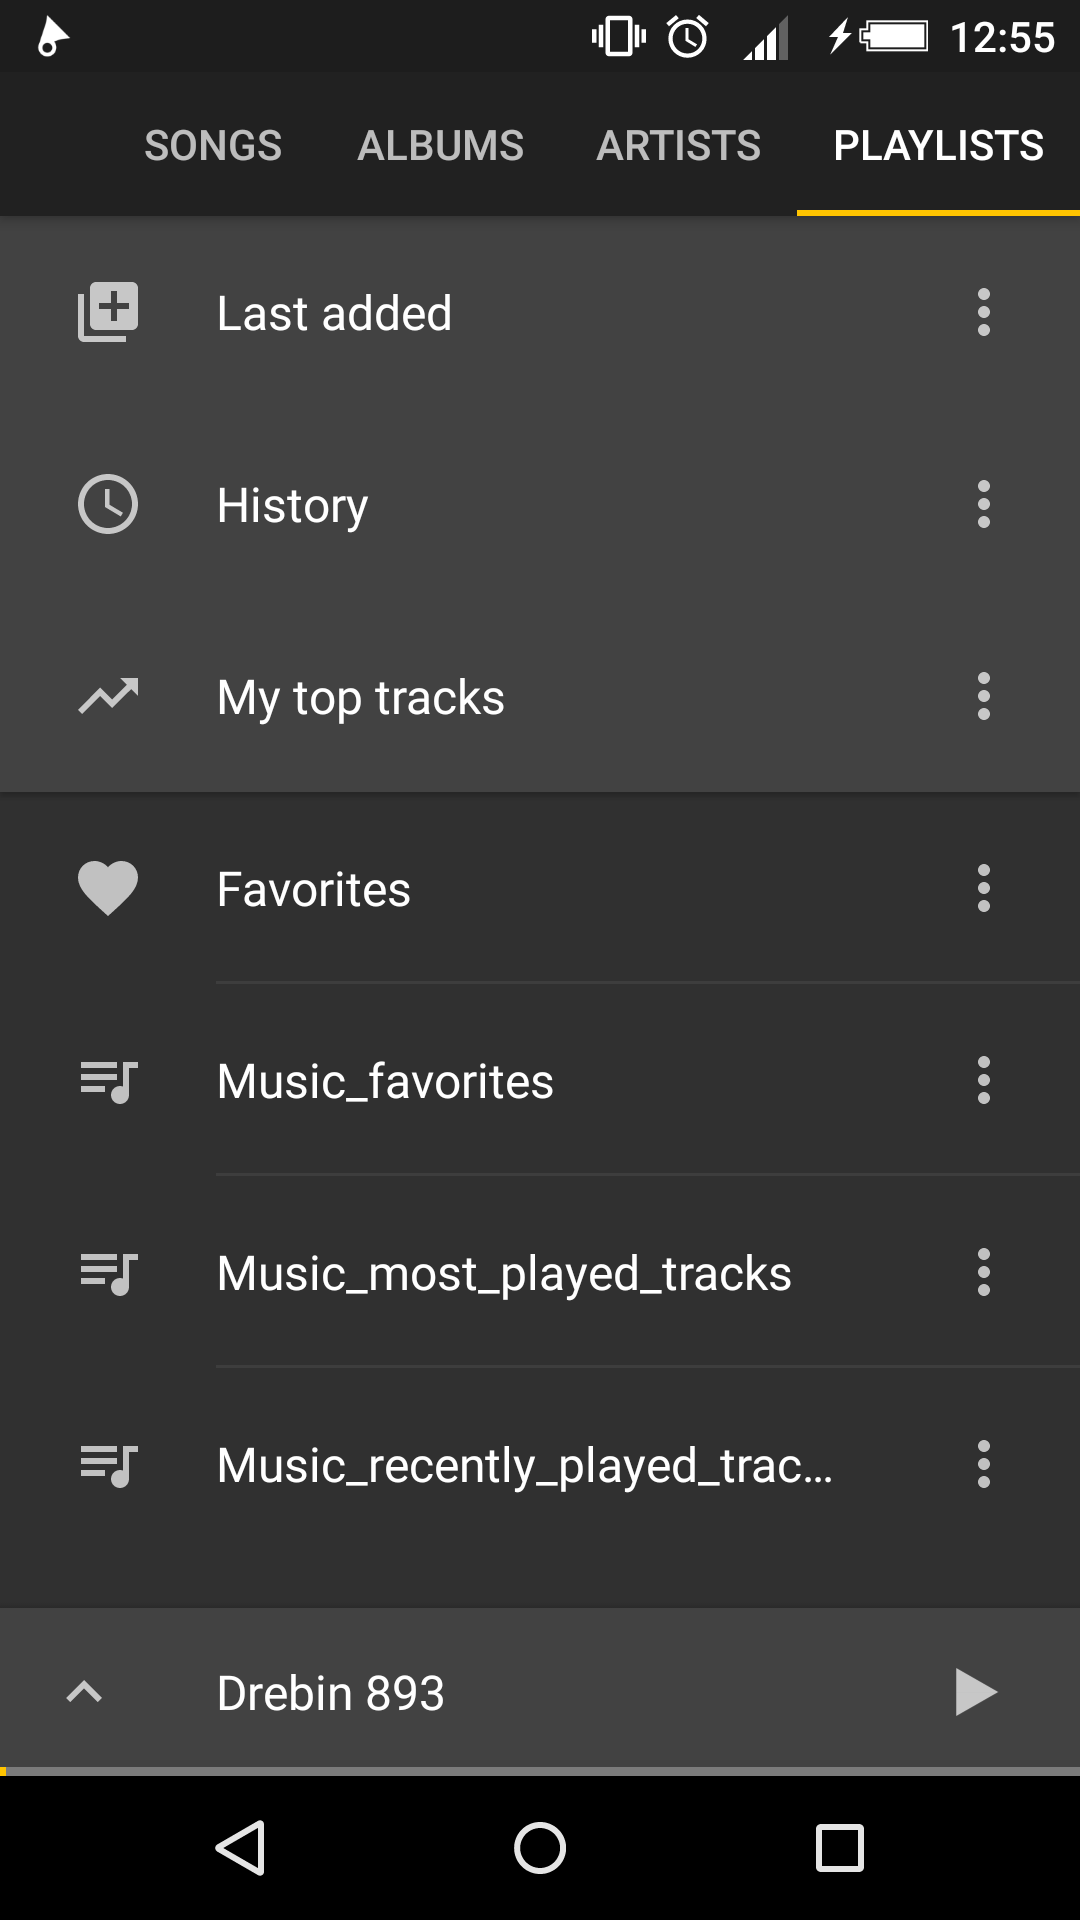 12:55
SONGS ALBUMS ARTISTS PLAYLISTS
Last added
History
My top tracks
Favorites
Music_favorites
Music_most_played_tracks
Music_recently_played_trac...
Drebin 893